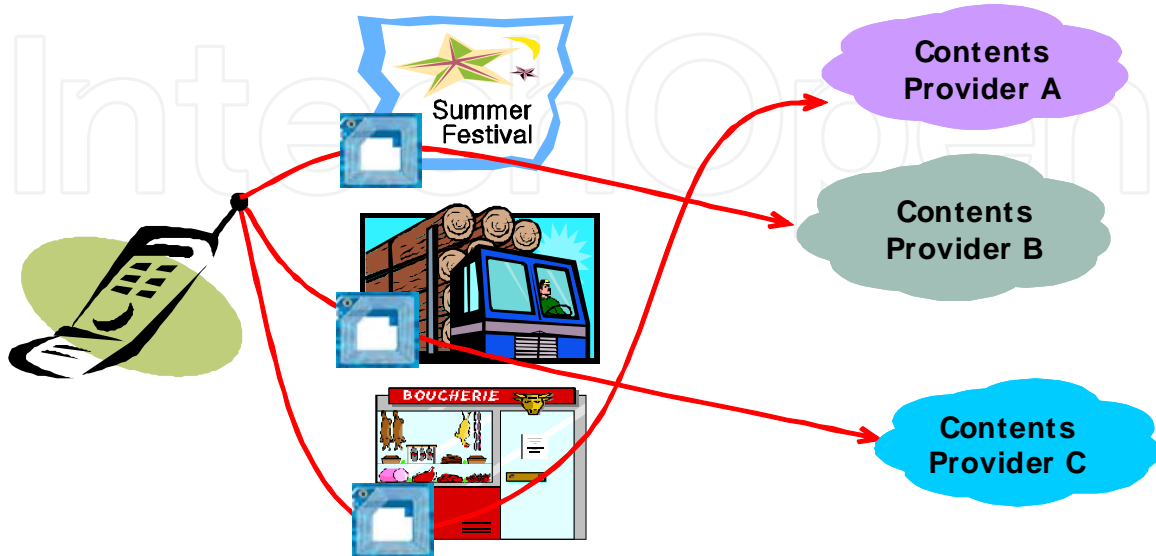 IntechOpen
Summer
Festival
BOUCHERIE
Contents
Provider A
Contents
Provider B
Contents
Provider C